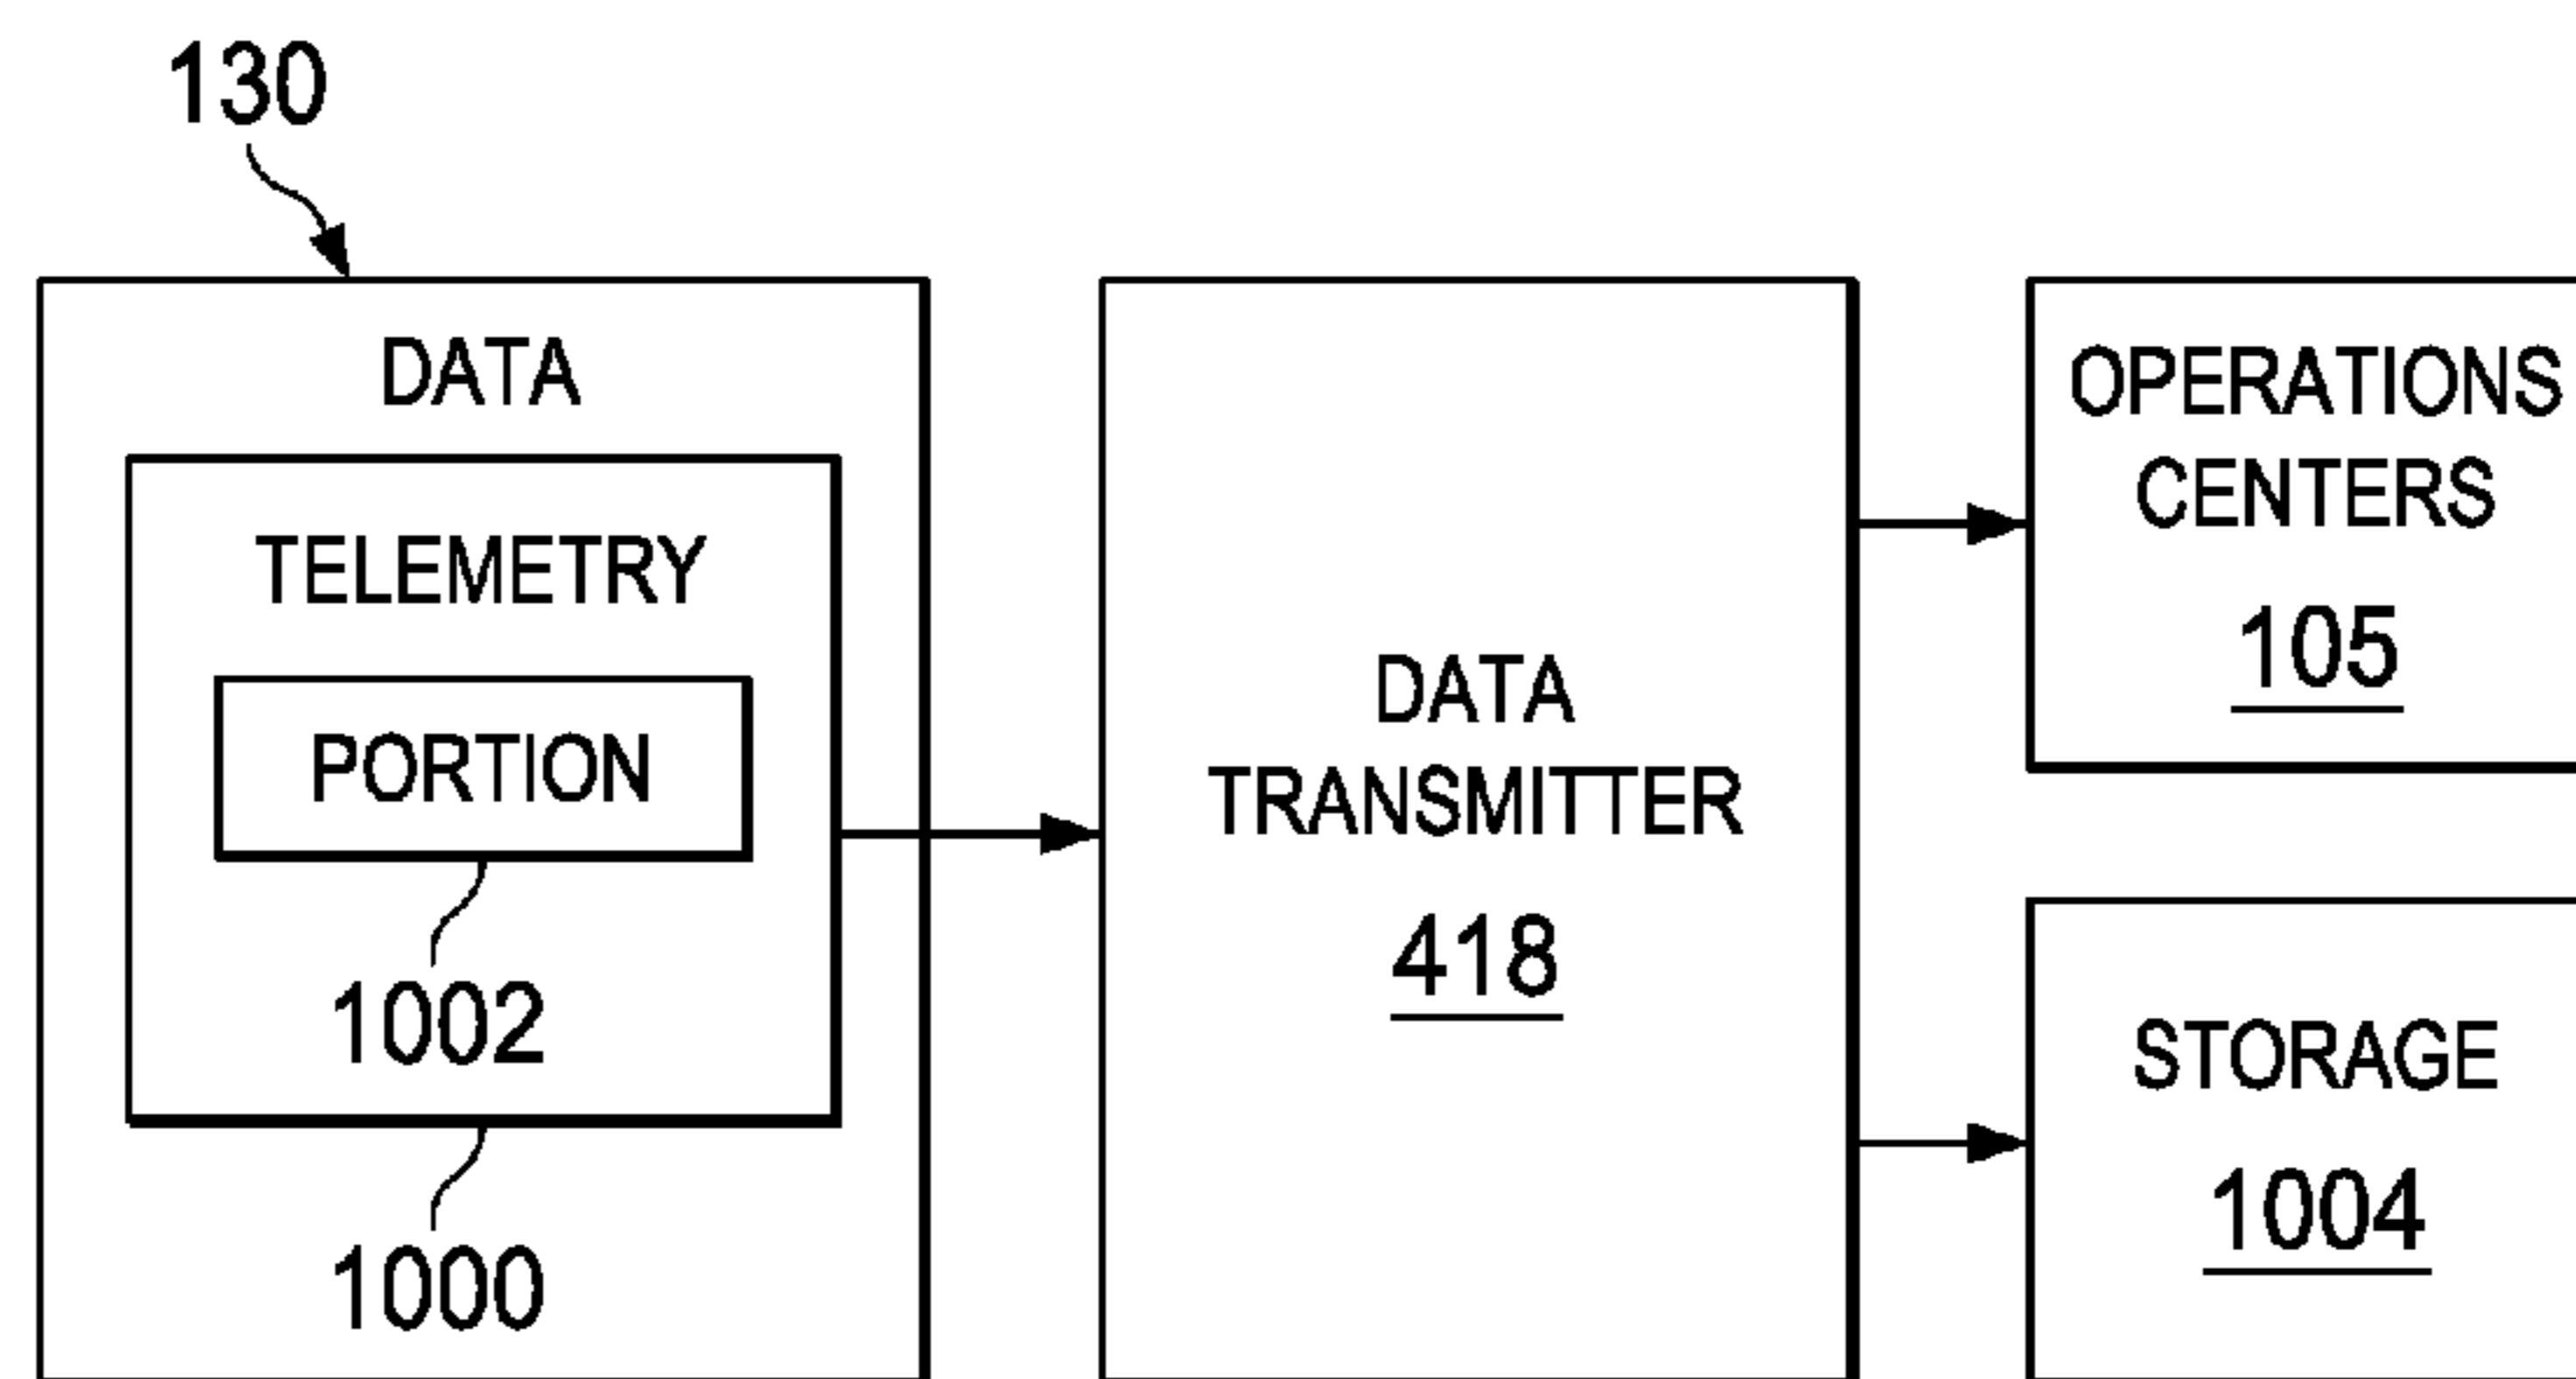 130
DATA
TELEMETRY
PORTION
1002
1000
DATA
TRANSMITTER
418
OPERATIONS
CENTERS
105
STORAGE
1004